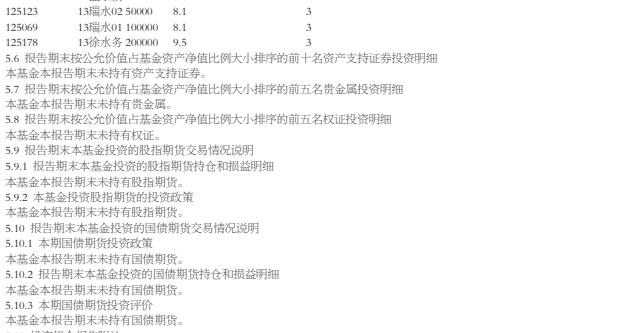 125123 13瑞水02 50000 8.1 3
125069 13瑞水01 100000 8.1 3
125178 13徐水务 200000 9.5 3
5.6 报告期末按公允价值占基金资产净值比例大小排序的前十名资产支持证券投资明细
本基金本报告期末未持有资产支持证券。
5.7 报告期末按公允价值占基金资产净值比例大小排序的前五名贵金属投资明细
本基金本报告期末未持有贵金属。
5.8 报告期末按公允价值占基金资产净值比例大小排序的前五名权证投资明细
本基金本报告期末未持有权证。
5.9 报告期末本基金投资的股指期货交易情况说明
5.9.1 报告期末本基金投资的股指期货持仓和损益明细
本基金本报告期末未持有股指期货。
5.9.2 本基金投资股指期货的投资政策
本基金本报告期末未持有股指期货。
5.10 报告期末本基金投资的国债期货交易情况说明
5.10.1 本期国债期货投资政策
本基金本报告期末未持有国债期货。
5.10.2 报告期末本基金投资的国债期货持仓和损益明细
本基金本报告期末未持有国债期货。
5.10.3 本期国债期货投资评价
本基金本报告期末未持有国债期货。